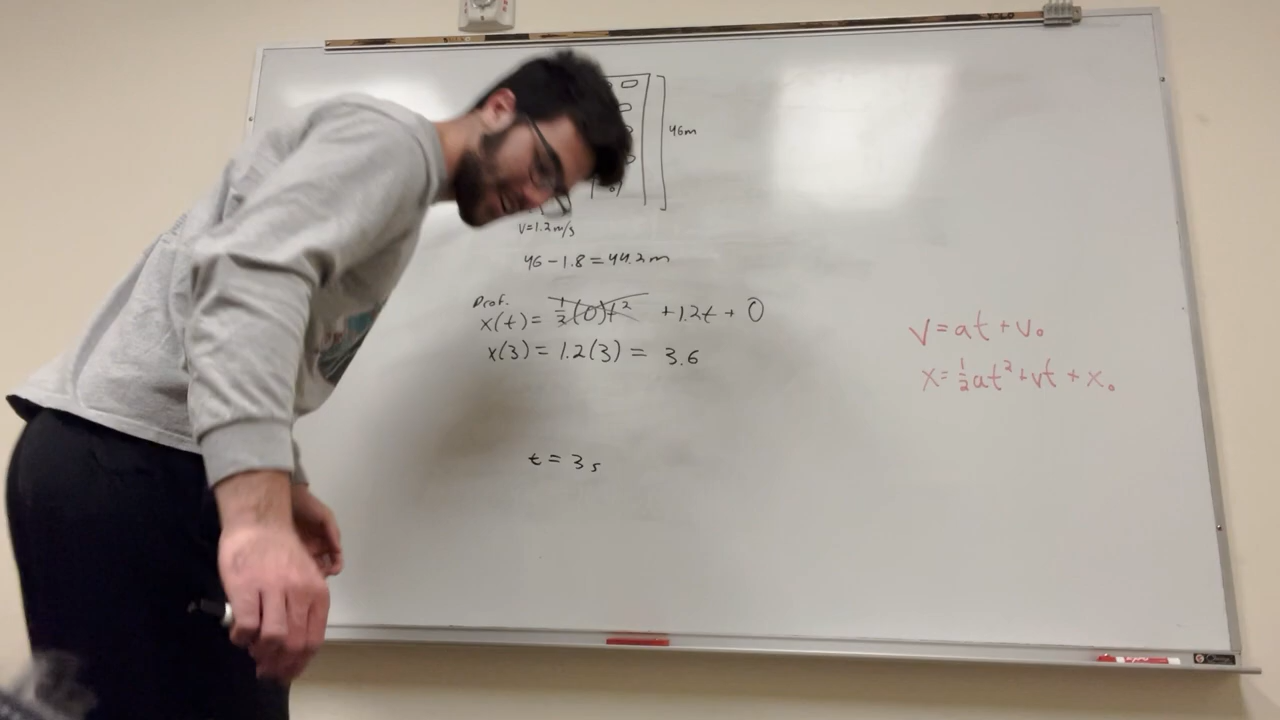 46m
V=1.2m/s
46-1.8=44.2m
Prof.
x(t)= ½(0)t² +1.2t+0
x(3)=1.2(3)= 3.6
t=3s
V=at+v₀
x=½at²+vt+x₀